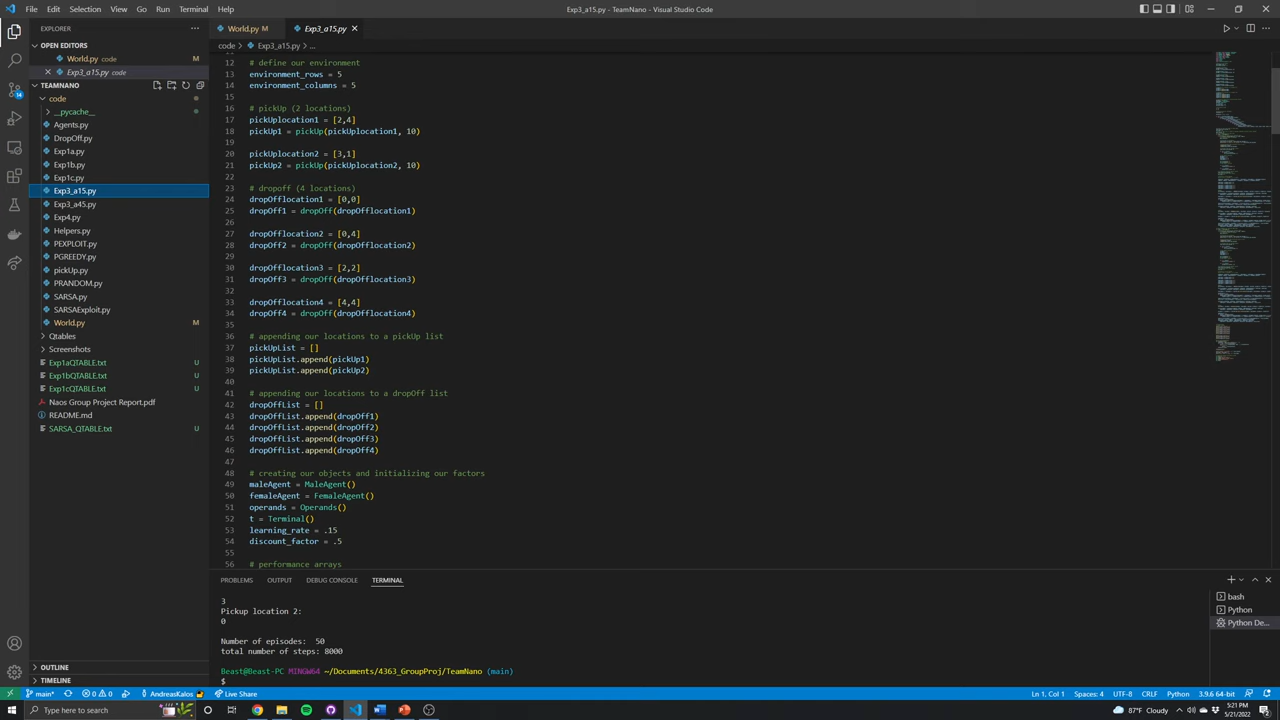 File Edit Selection View Go Run Terminal Help
Exp3_a15.py - TeamNano - Visual Studio Code
EXPLORER
World.py M
Exp3_a15.py
code > Exp3_a15.py > ...
OPEN EDITORS
World.py code
Exp3_a15.py code
TEAMNANO
code
__pycache__
Agents.py
DropOff.py
Exp1a.py
Exp1b.py
Exp1c.py
Exp3_a15.py
Exp3_a45.py
Exp4.py
Helpers.py
PEXPLOIT.py
PGREEDY.py
pickUp.py
PRANDOM.py
SARSA.py
SARSAExploit.py
World.py M
Qtables
Screenshots
Exp1aQTABLE.txt U
Exp1bQTABLE.txt U
Exp1cQTABLE.txt U
Naos Group Project Report.pdf
README.md
SARSA_QTABLE.txt U
OUTLINE
TIMELINE
12 # define our environment
13 environment_rows = 5
14 environment_columns = 5
15
16 # pickUp (2 locations)
17 pickUplocation1 = [2,4]
18 pickUp1 = pickUp(pickUplocation1, 10)
19
20 pickUplocation2 = [3,1]
21 pickUp2 = pickUp(pickUplocation2, 10)
22
23 # dropoff (4 locations)
24 dropOfflocation1 = [0,0]
25 dropOff1 = dropOff(dropOfflocation1)
26
27 dropOfflocation2 = [0,4]
28 dropOff2 = dropOff(dropOfflocation2)
29
30 dropOfflocation3 = [2,2]
31 dropOff3 = dropOff(dropOfflocation3)
32
33 dropOfflocation4 = [4,4]
34 dropOff4 = dropOff(dropOfflocation4)
35
36 # appending our locations to a pickUp list
37 pickUpList = []
38 pickUpList.append(pickUp1)
39 pickUpList.append(pickUp2)
40
41 # appending our locations to a dropOff list
42 dropOffList = []
43 dropOffList.append(dropOff1)
44 dropOffList.append(dropOff2)
45 dropOffList.append(dropOff3)
46 dropOffList.append(dropOff4)
47
48 # creating our objects and initializing our factors
49 maleAgent = MaleAgent()
50 femaleAgent = FemaleAgent()
51 operands = Operands()
52 t = Terminal()
53 learning_rate = .15
54 discount_factor = .5
55
56 # performance arrays
PROBLEMS OUTPUT DEBUG CONSOLE TERMINAL
3
Pickup location 2:
0
Number of episodes: 50
total number of steps: 8000
Beast@Beast-PC MINGW64 ~/Documents/4363_GroupProj/TeamNano (main)
$
bash
Python
Python De...
main* 0 0 AndreasKalos Live Share
Ln 1, Col 1 Spaces: 4 UTF-8 CRLF Python 3.9.6 64-bit
Type here to search
87°F Cloudy
5:21 PM
5/21/2022